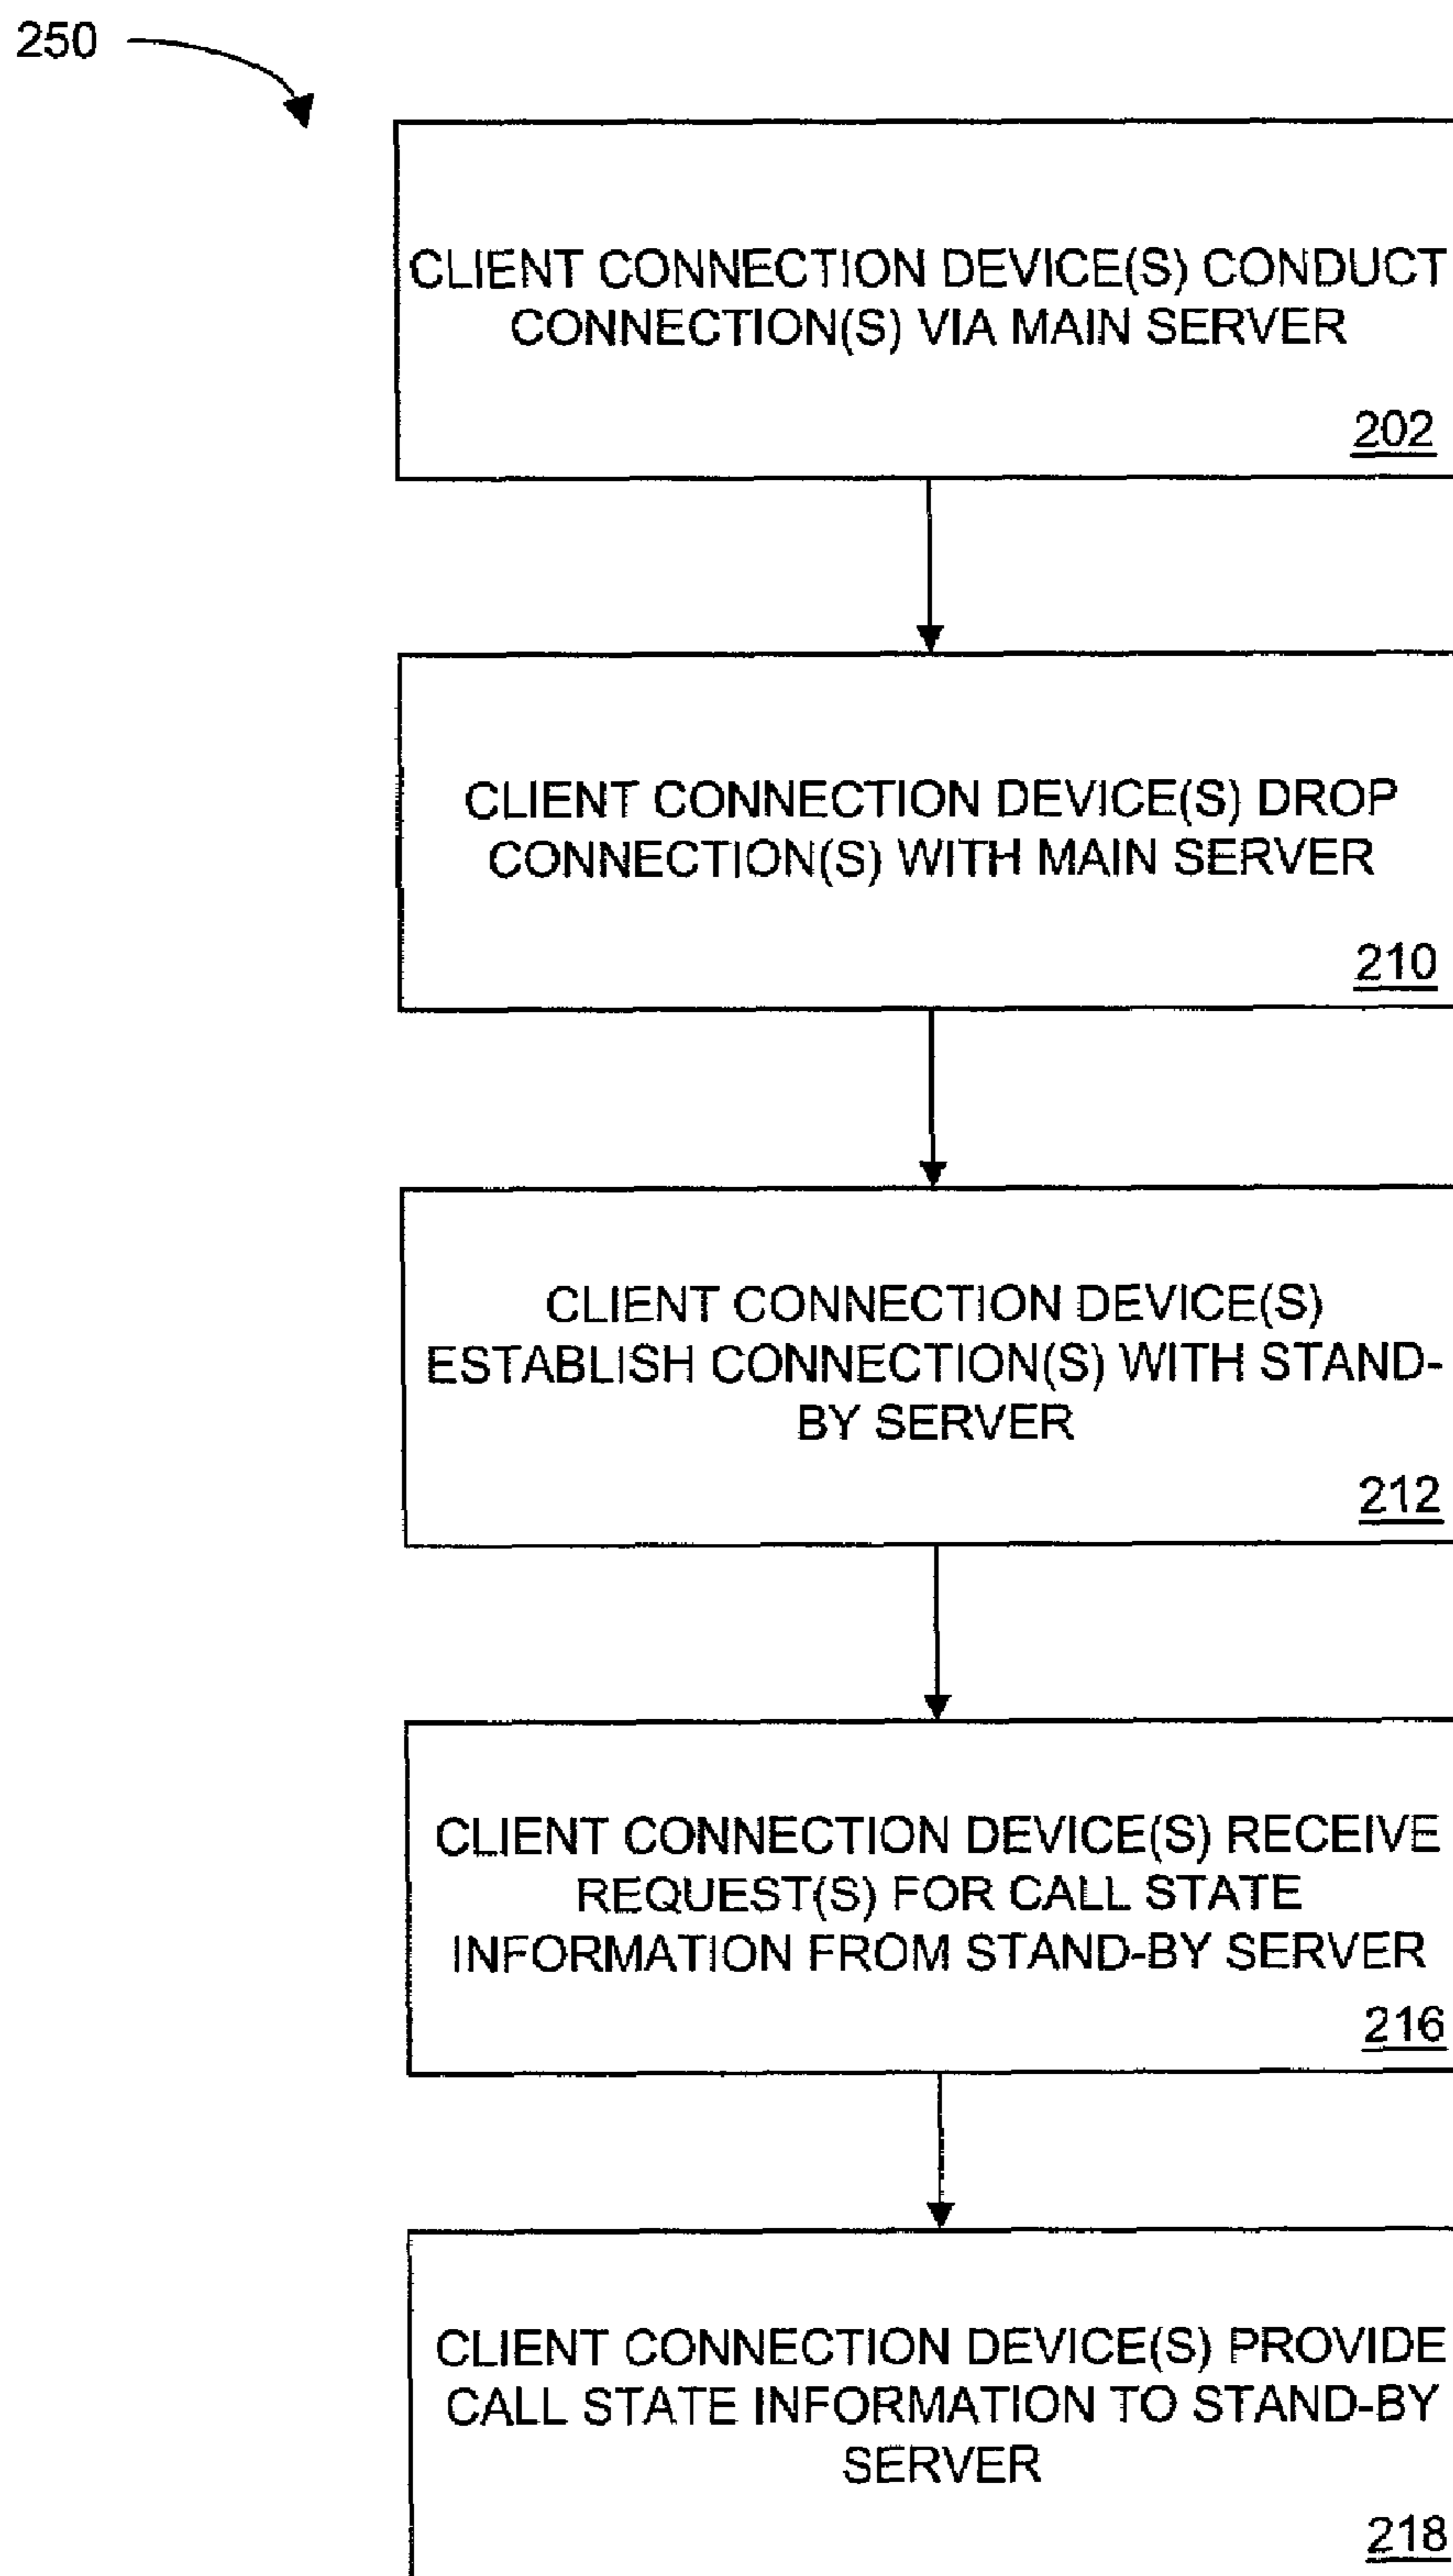 250
CLIENT CONNECTION DEVICE(S) CONDUCT
CONNECTION(S) VIA MAIN SERVER
202
CLIENT CONNECTION DEVICE(S) DROP
CONNECTION(S) WITH MAIN SERVER
210
CLIENT CONNECTION DEVICE(S)
ESTABLISH CONNECTION(S) WITH STAND-
BY SERVER
212
CLIENT CONNECTION DEVICE(S) RECEIVE
REQUEST(S) FOR CALL STATE
INFORMATION FROM STAND-BY SERVER
216
CLIENT CONNECTION DEVICE(S) PROVIDE
CALL STATE INFORMATION TO STAND-BY
SERVER
218